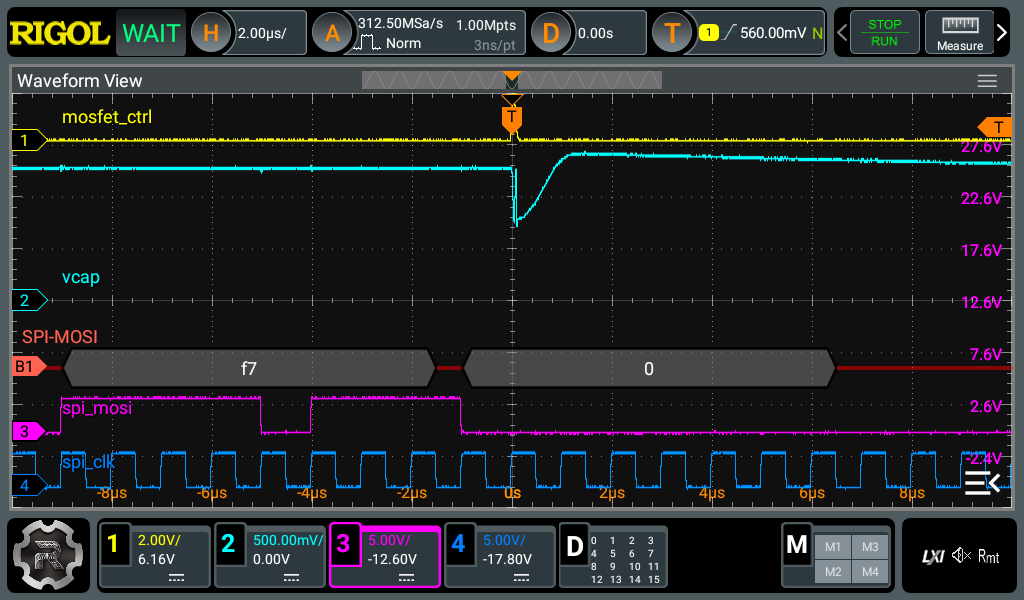 RIGOL WAIT H 2.00μs/ A 312.50MSa/s 1.00Mpts D 0.00s T 1 560.00mV N STOP
Norm 3ns/pt RUN Measure
Waveform View
T
mosfet_ctrl
1
T
27.6V
22.6V
17.6V
vcap
2
12.6V
SPI-MOSI
7.6V
B1
f7 0
spi_mosi
2.6V
3
spi_clk
-2.4V
4
-8μs -6μs -4μs -2μs 0s 2μs 4μs 6μs 8μs
1 2.00V/ 2 500.00mV/ 3 5.00V/ 4 5.00V/ D 0 1 2 3 M M1 M3 LXI Rmt
6.16V 0.00V -12.60V -17.80V 4 5 6 7 M2 M4
8 9 10 11
12 13 14 15
R